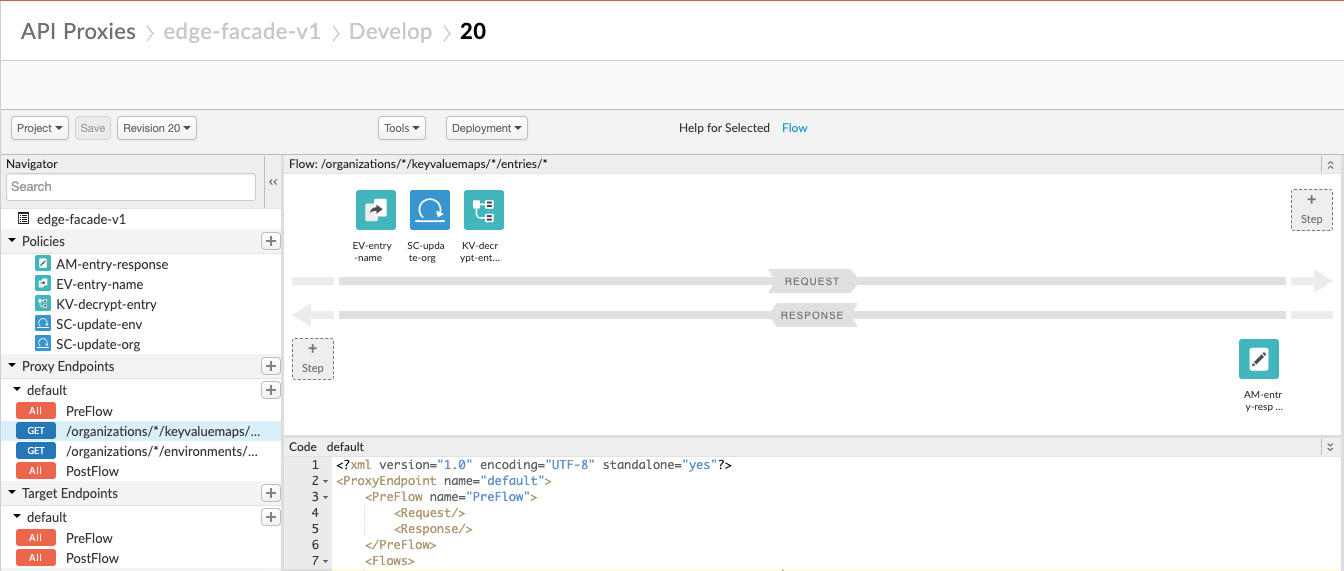 API Proxies > edge-facade-v1 > Develop > 20
Project Save Revision 20 Tools Deployment Help for Selected Flow
Navigator
Search
edge-facade-v1
Policies
AM-entry-response
EV-entry-name
KV-decrypt-entry
SC-update-env
SC-update-org
Proxy Endpoints
default
All PreFlow
GET /organizations/*/keyvaluemaps/...
GET /organizations/*/environments/...
All PostFlow
Target Endpoints
default
All PreFlow
All PostFlow
Flow: /organizations/*/keyvaluemaps/*/entries/*
EV-entry
-name
SC-upda
te-org
KV-decr
ypt-ent...
+
Step
REQUEST
RESPONSE
+
Step
AM-entr
y-resp ...
Code default
1 <?xml version="1.0" encoding="UTF-8" standalone="yes"?>
2 <ProxyEndpoint name="default">
3 <PreFlow name="PreFlow">
4 <Request/>
5 <Response/>
6 </PreFlow>
7 <Flows>